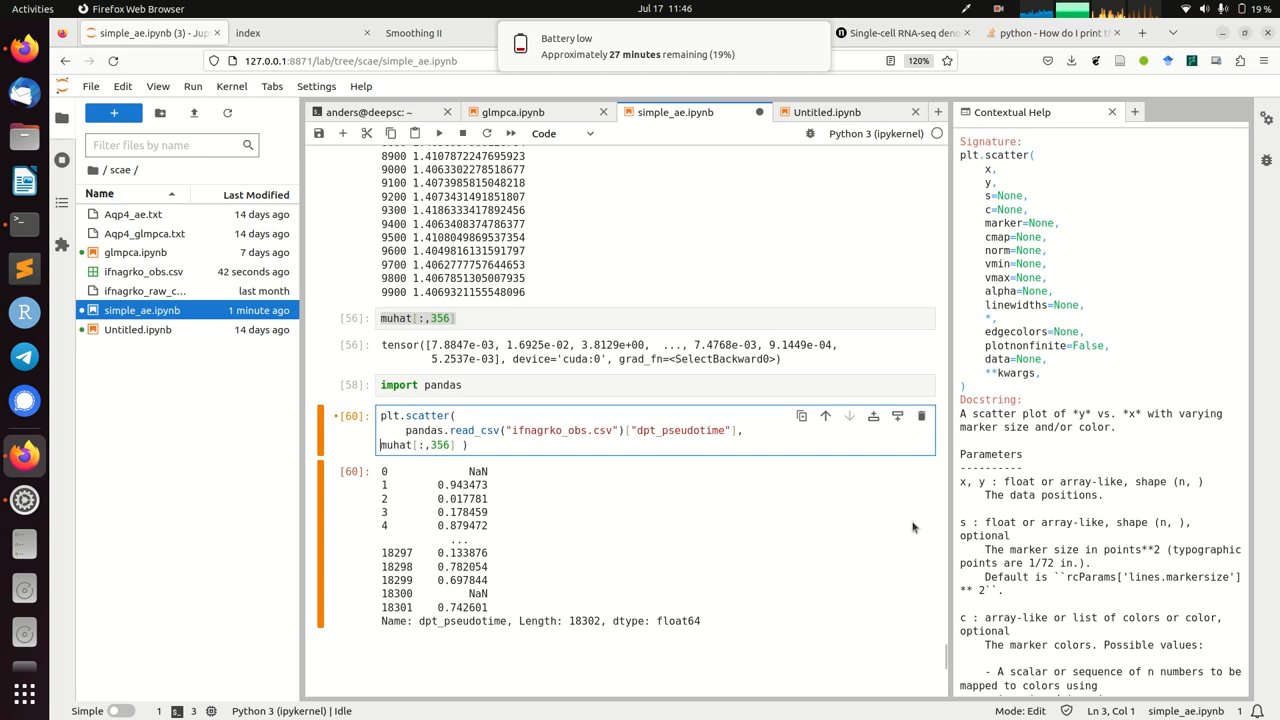 Activities
Firefox Web Browser
Jul 17 11:46
19 %
simple_ae.ipynb (3) - Jup
index
Smoothing II
Single-cell RNA-seq deno
python - How do I print th
Battery low
Approximately 27 minutes remaining (19%)
127.0.0.1:8871/lab/tree/scae/simple_ae.ipynb
120%
File Edit View Run Kernel Tabs Settings Help
Filter files by name
/ scae /
Name
Last Modified
Aqp4_ae.txt 14 days ago
Aqp4_glmpca.txt 14 days ago
glmpca.ipynb 7 days ago
ifnagrko_obs.csv 42 seconds ago
ifnagrko_raw_c... last month
simple_ae.ipynb 1 minute ago
Untitled.ipynb 14 days ago
anders@deepsc: ~
glmpca.ipynb
simple_ae.ipynb
Untitled.ipynb
Code
Python 3 (ipykernel)
8900 1.4107872247695923
9000 1.4063302278518677
9100 1.4073985815048218
9200 1.4073431491851807
9300 1.4186333417892456
9400 1.4063408374786377
9500 1.4108049869537354
9600 1.4049816131591797
9700 1.4062777757644653
9800 1.4067851305007935
9900 1.4069321155548096
[56]: muhat[:,356]
[56]: tensor([7.8847e-03, 1.6925e-02, 3.8129e+00, ..., 7.4768e-03, 9.1449e-04,
5.2537e-03], device='cuda:0', grad_fn=<SelectBackward0>)
[58]: import pandas
[60]: plt.scatter(
pandas.read_csv("ifnagrko_obs.csv")["dpt_pseudotime"],
muhat[:,356] )
[60]: 0 NaN
1 0.943473
2 0.017781
3 0.178459
4 0.879472
...
18297 0.133876
18298 0.782054
18299 0.697844
18300 NaN
18301 0.742601
Name: dpt_pseudotime, Length: 18302, dtype: float64
Contextual Help
Signature:
plt.scatter(
x,
y,
s=None,
c=None,
marker=None,
cmap=None,
norm=None,
vmin=None,
vmax=None,
alpha=None,
linewidths=None,
*,
edgecolors=None,
plotnonfinite=False,
data=None,
**kwargs,
)
Docstring:
A scatter plot of *y* vs. *x* with varying
marker size and/or color.
Parameters
----------
x, y : float or array-like, shape (n, )
The data positions.
s : float or array-like, shape (n, ),
optional
The marker size in points**2 (typographic
points are 1/72 in.).
Default is ``rcParams['lines.markersize']
** 2``.
c : array-like or list of colors or color,
optional
The marker colors. Possible values:
- A scalar or sequence of n numbers to be
mapped to colors using
Simple
1
3
Python 3 (ipykernel) | Idle
Mode: Edit
Ln 3, Col 1
simple_ae.ipynb
1